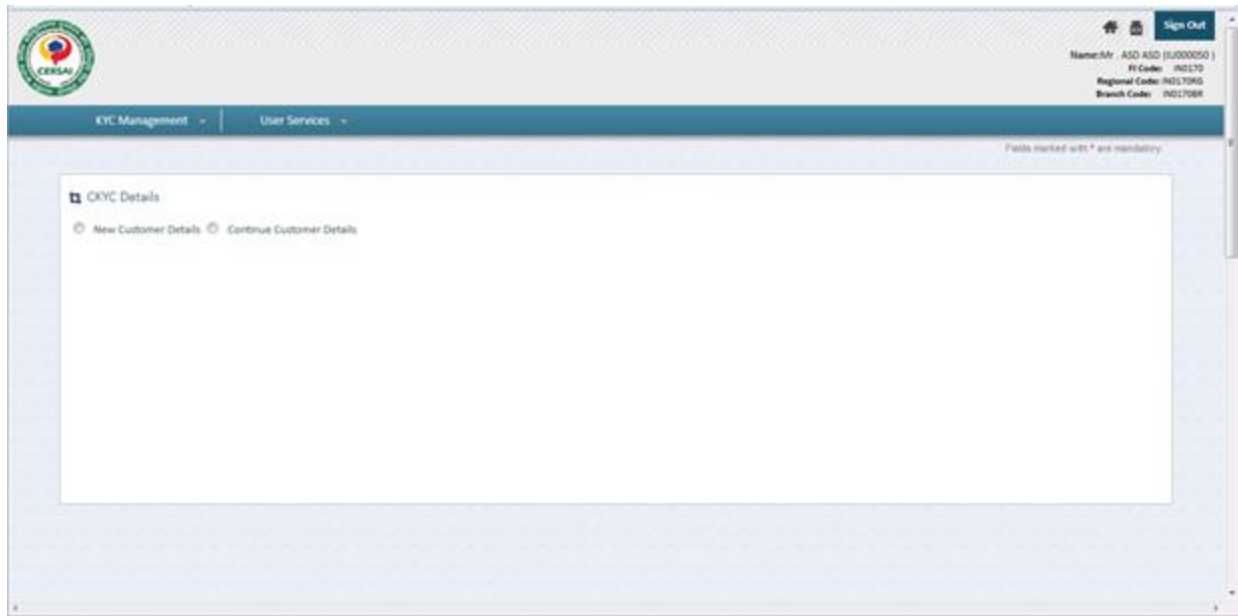 Sign Out
Name:Mr . ASD ASD (IU000050 )
FI Code: IN0170
Regional Code: IN0170RG
Branch Code: IN0170BR
CERSAI
KYC Management
User Services
Fields marked with * are mandatory.
CKYC Details
New Customer Details Continue Customer Details